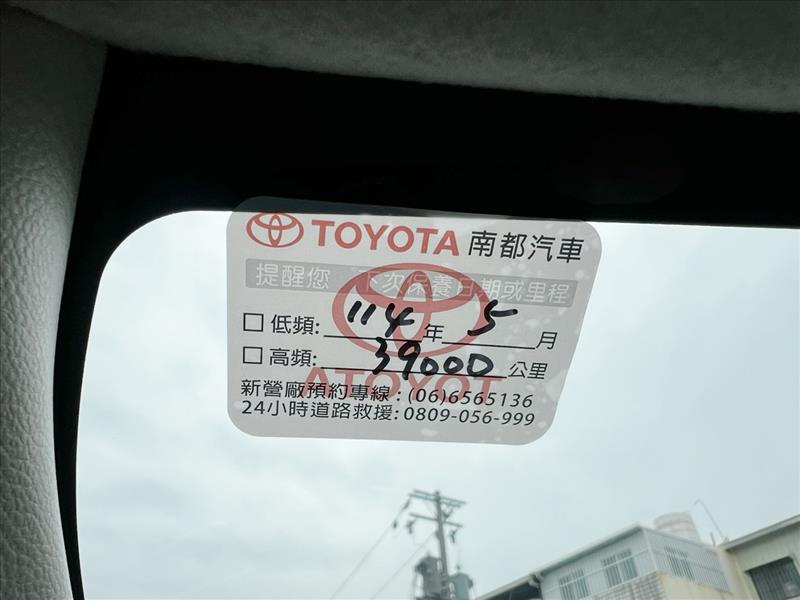 TOYOTA 南都汽車
提醒您 下次保養日期或里程
□ 低頻: 114 年 5 月
□ 高頻: 39000 公里
新營廠預約專線:(06)6565136
24小時道路救援:0809-056-999